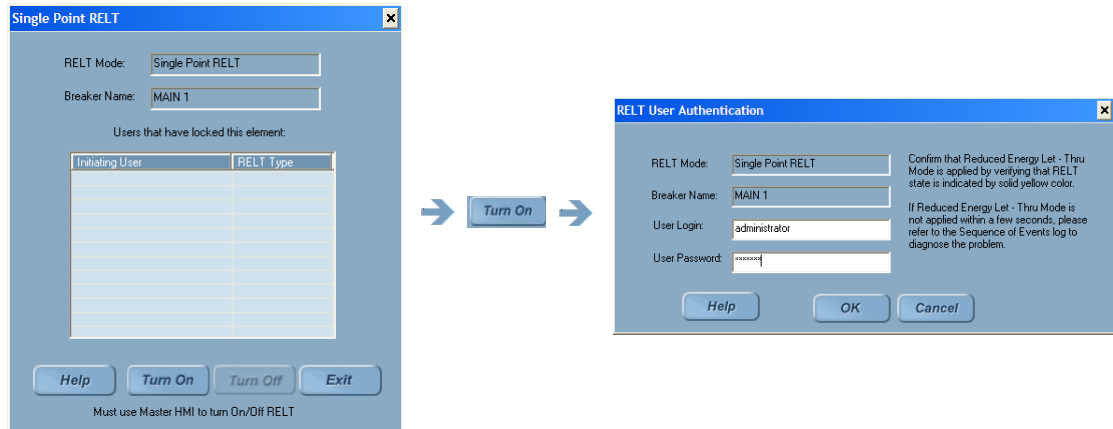 Single Point RELT
RELT Mode: Single Point RELT
Breaker Name: MAIN 1
Users that have locked this element:
Initiating User RELT Type
Help Turn On Turn Off Exit
Must use Master HMI to turn On/Off RELT
Turn On
RELT User Authentication
RELT Mode: Single Point RELT
Breaker Name: MAIN 1
User Login: administrator
User Password: xxxxxxx
Confirm that Reduced Energy Let - Thru
Mode is applied by verifying that RELT
state is indicated by solid yellow color.
If Reduced Energy Let - Thru Mode is
not applied within a few seconds, please
refer to the Sequence of Events log to
diagnose the problem.
Help OK Cancel